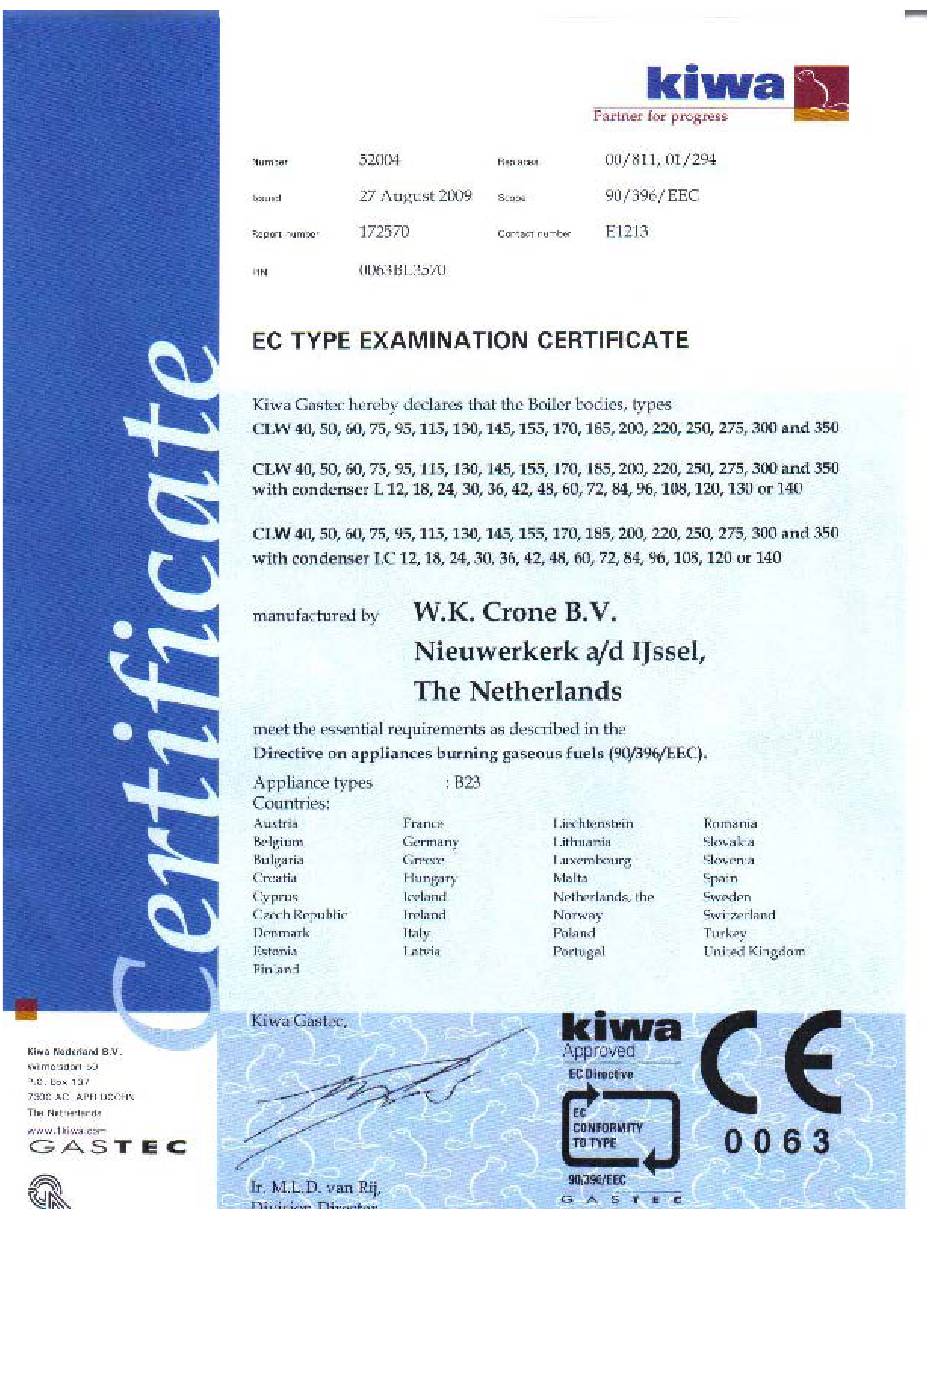 kiwa
Partner for progress
Number 52004 Replaces 00/811, 01/294
Issued 27 August 2009 Scope 90/396/EEC
Report number 172570 Contact number E1213
PIN 0063BL3570
EC TYPE EXAMINATION CERTIFICATE
Kiwa Gastec hereby declares that the Boiler bodies, types
CLW 40, 50, 60, 75, 95, 115, 130, 145, 155, 170, 185, 200, 220, 250, 275, 300 and 350
CLW 40, 50, 60, 75, 95, 115, 130, 145, 155, 170, 185, 200, 220, 250, 275, 300 and 350
with condenser L 12, 18, 24, 30, 36, 42, 48, 60, 72, 84, 96, 108, 120, 130 or 140
CLW 40, 50, 60, 75, 95, 115, 130, 145, 155, 170, 185, 200, 220, 250, 275, 300 and 350
with condenser LC 12, 18, 24, 30, 36, 42, 48, 60, 72, 84, 96, 108, 120 or 140
manufactured by W.K. Crone B.V.
Nieuwerkerk a/d IJssel,
The Netherlands
meet the essential requirements as described in the
Directive on appliances burning gaseous fuels (90/396/EEC).
Appliance types : B23
Countries:
Austria France Liechtenstein Romania
Belgium Germany Lithuania Slovakia
Bulgaria Greece Luxembourg Slovenia
Croatia Hungary Malta Spain
Cyprus Iceland Netherlands, the Sweden
Czech Republic Ireland Norway Switzerland
Denmark Italy Poland Turkey
Estonia Latvia Portugal United Kingdom
Finland
Certificate
Kiwa Nederland B.V.
Wilmersdorf 50
P.O. Box 137
7300 AC APELDOORN
The Netherlands
www.1kiwa.com
GASTEC
Kiwa Gastec,
Ir. M.L.D. van Rij,
Division Director
kiwa
Approved
EC Directive
EC
CONFORMITY
TO TYPE
90/396/EEC
GASTEC
CE
0063